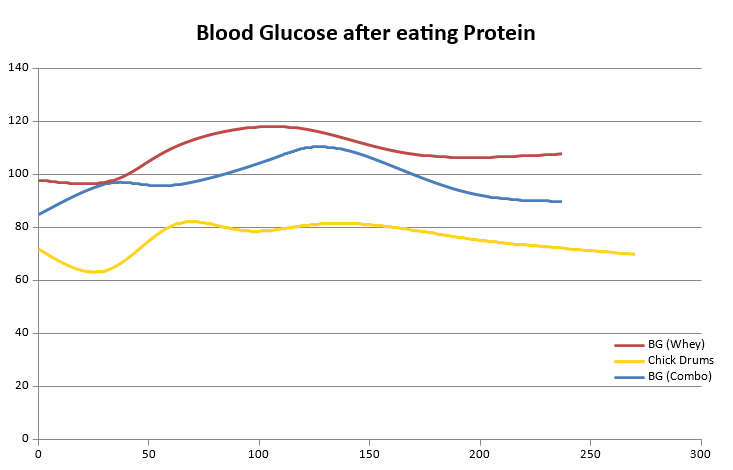 Blood Glucose after eating Protein
140
120
100
80
60
40
20
0
BG (Whey)
Chick Drums
BG (Combo)
0 50 100 150 200 250 300